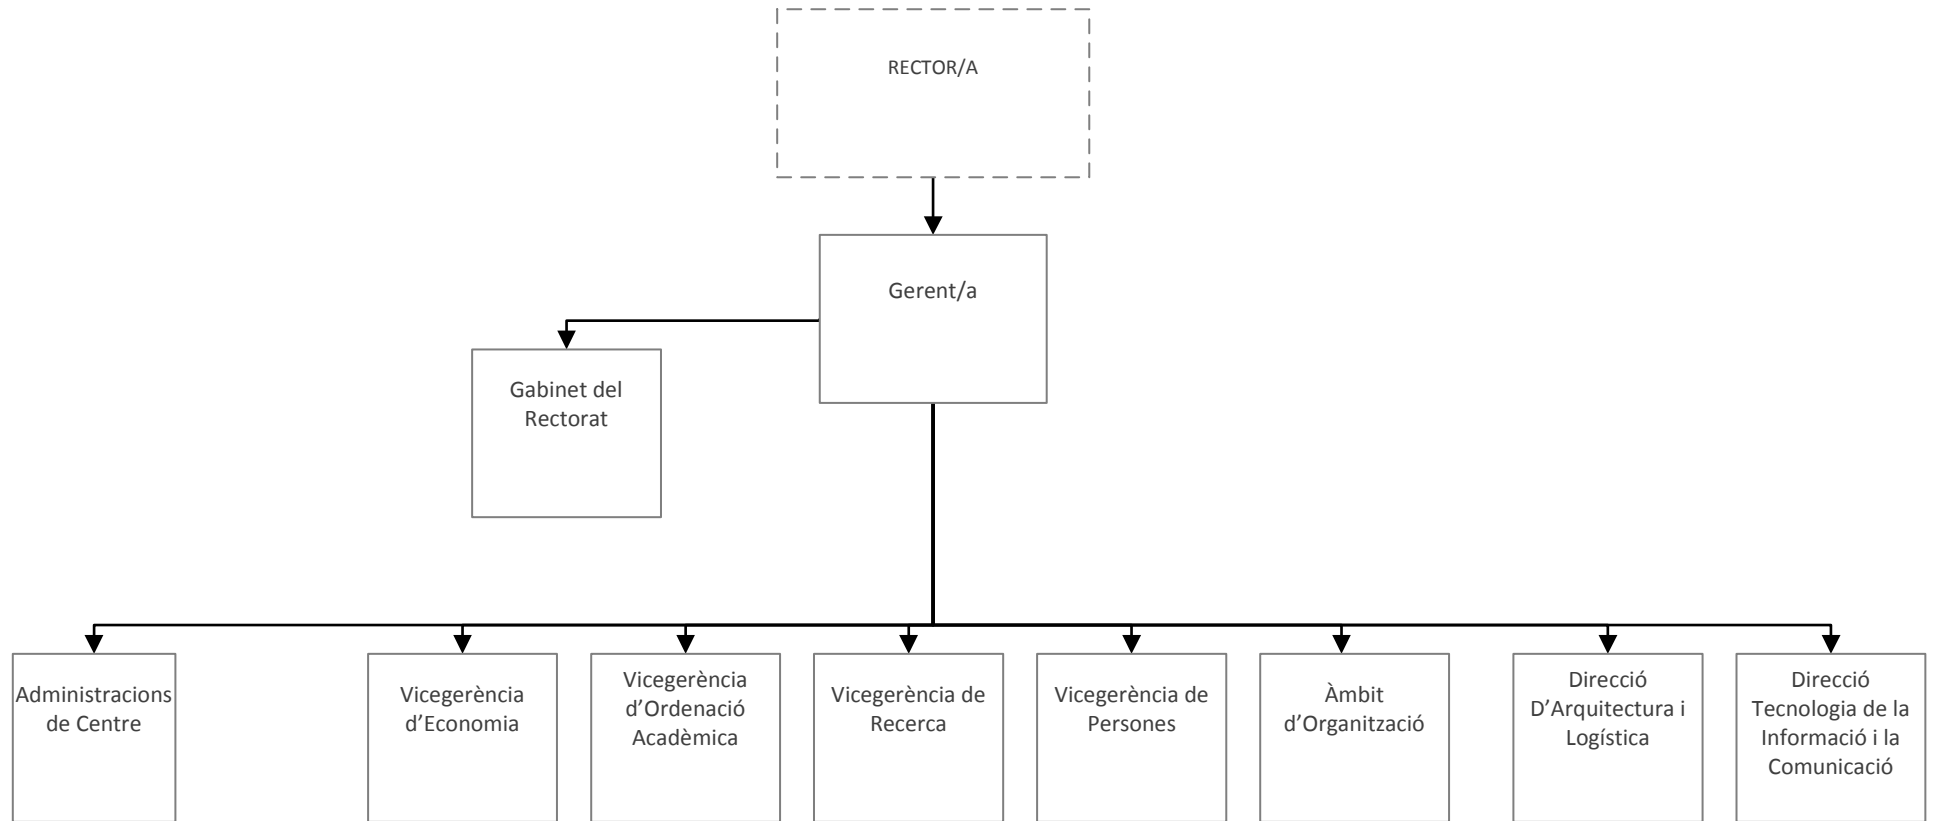 RECTOR/A
Gerent/a
Gabinet del
Rectorat
Administracions
de Centre
Vicegerència
d’Economia
Vicegerència
d’Ordenació
Acadèmica
Vicegerència de
Recerca
Vicegerència de
Persones
Àmbit
d’Organització
Direcció
D’Arquitectura i
Logística
Direcció
Tecnologia de la
Informació i la
Comunicació